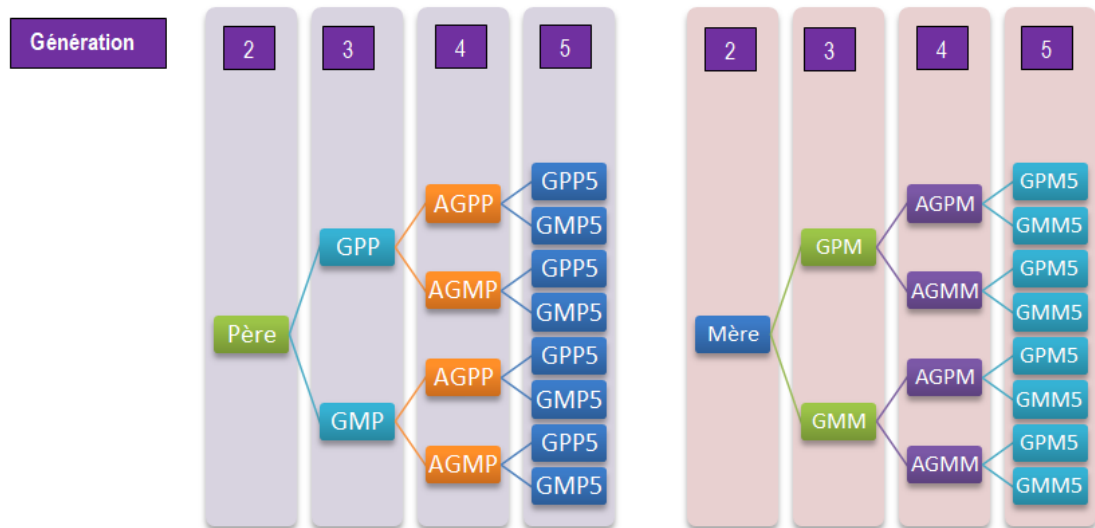 Génération
2
3
4
5
2
3
4
5
Père
GPP
GMP
AGPP
AGMP
AGPP
AGMP
GPP5
GMP5
GPP5
GMP5
GPP5
GMP5
GPP5
GMP5
Mère
GPM
GMM
AGPM
AGMM
AGPM
AGMM
GPM5
GMM5
GPM5
GMM5
GPM5
GMM5
GPM5
GMM5